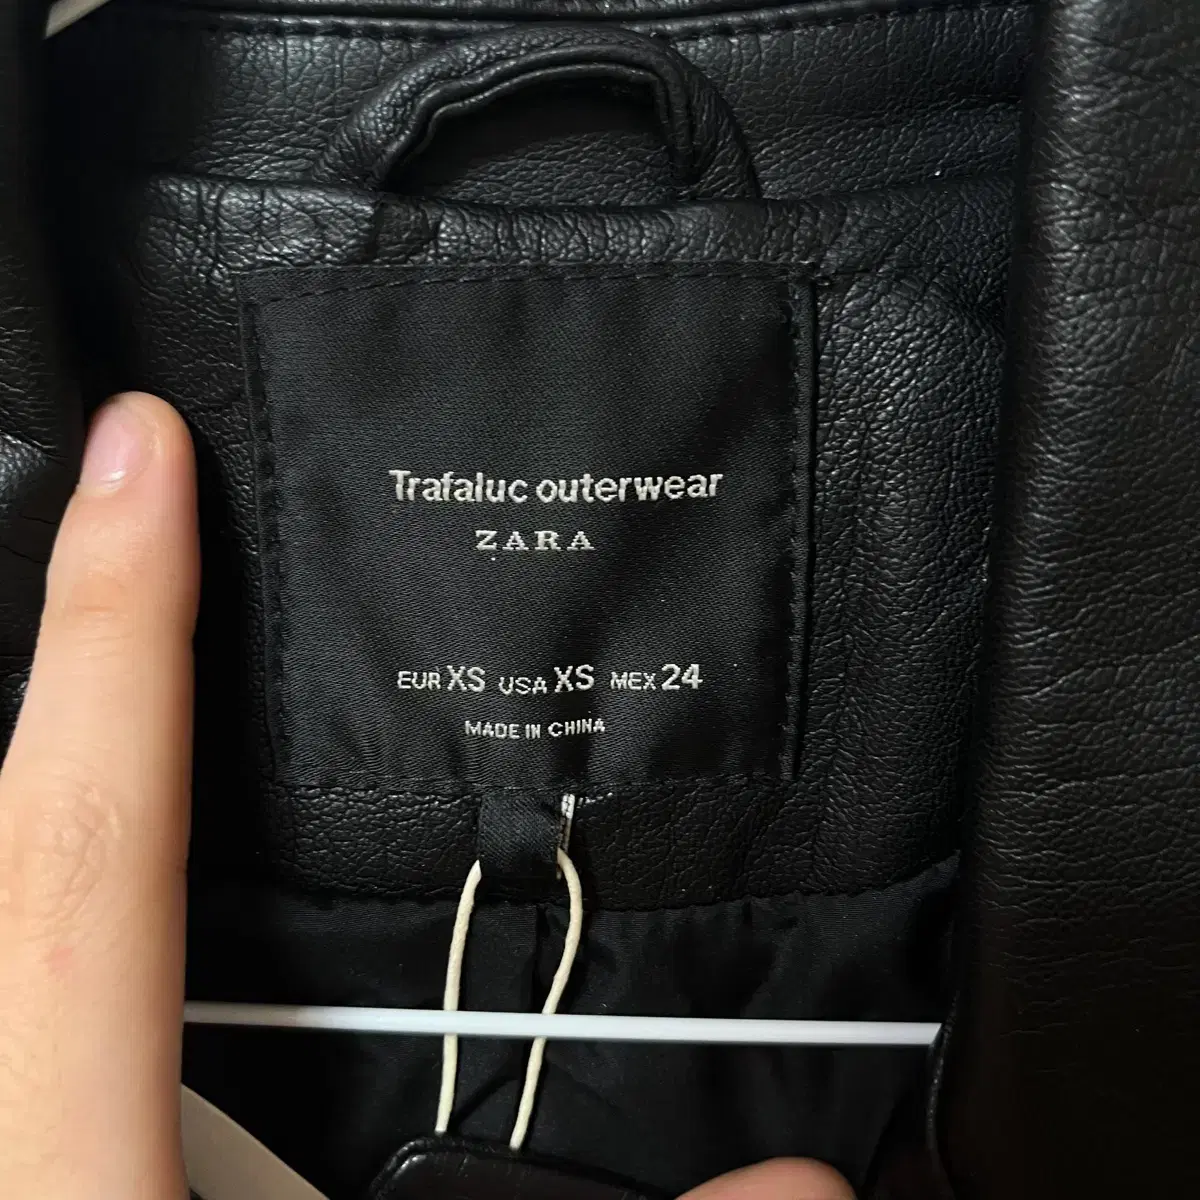 Trafaluc outerwear
ZARA
EUR XS USA XS MEX 24
MADE IN CHINA